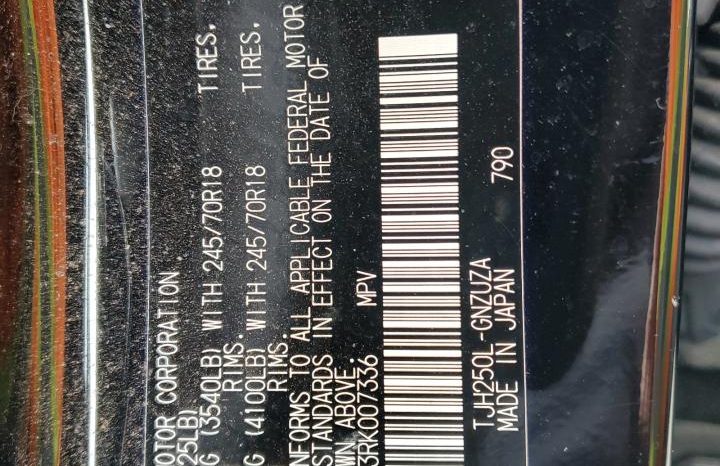 OTOR CORPORATION
25LB)
G (3540LB) WITH 245/70R18 TIRES.
RIMS.
G (4100LB) WITH 245/70R18 TIRES.
RIMS.
NFORMS TO ALL APPLICABLE FEDERAL MOTOR
STANDARDS IN EFFECT ON THE DATE OF
WN ABOVE.
3RK007336 MPV
TJH250L-GNZUZA 790
MADE IN JAPAN